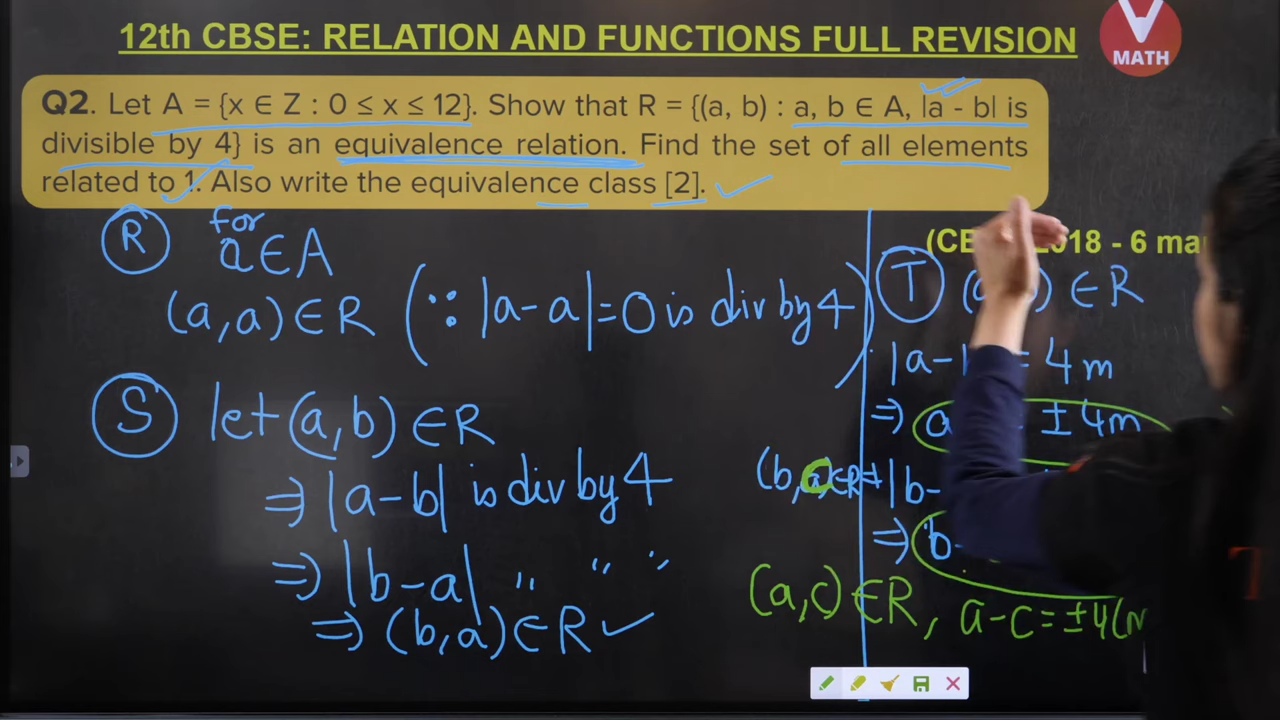 12th CBSE: RELATION AND FUNCTIONS FULL REVISION
V
MATH
Q2. Let A = {x ∈ Z : 0 ≤ x ≤ 12}. Show that R = {(a, b) : a, b ∈ A, |a - b| is
divisible by 4} is an equivalence relation. Find the set of all elements
related to 1. Also write the equivalence class [2].
2018 - 6
R for
a ∈ A
(a, a) ∈ R (∵ |a - a| = 0 is div by 4)
S let (a, b) ∈ R
⇒ |a - b| is div by 4
⇒ |b - a| " " "
⇒ (b, a) ∈ R ✓
T ∈ R
|a - = 4m
⇒ a ± 4m
⇒ |b -
⇒ b -
(a, c) ∈ R, a - c = ± 4(